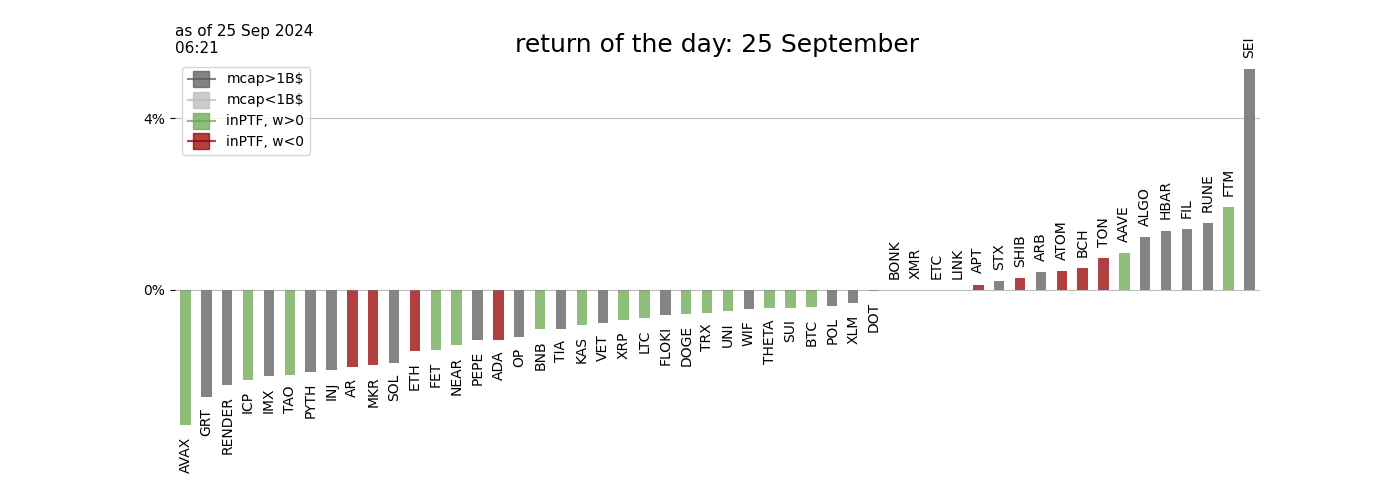 as of 25 Sep 2024
06:21
return of the day: 25 September
mcap>1B$
mcap<1B$
inPTF, w>0
inPTF, w<0
4%
0%
AVAX
GRT
RENDER
ICP
IMX
TAO
PYTH
INJ
AR
MKR
SOL
ETH
FET
NEAR
PEPE
ADA
OP
BNB
TIA
KAS
VET
XRP
LTC
FLOKI
DOGE
TRX
UNI
WIF
THETA
SUI
BTC
POL
XLM
DOT
BONK
XMR
ETC
LINK
APT
STX
SHIB
ARB
ATOM
BCH
TON
AAVE
ALGO
HBAR
FIL
RUNE
FTM
SEI